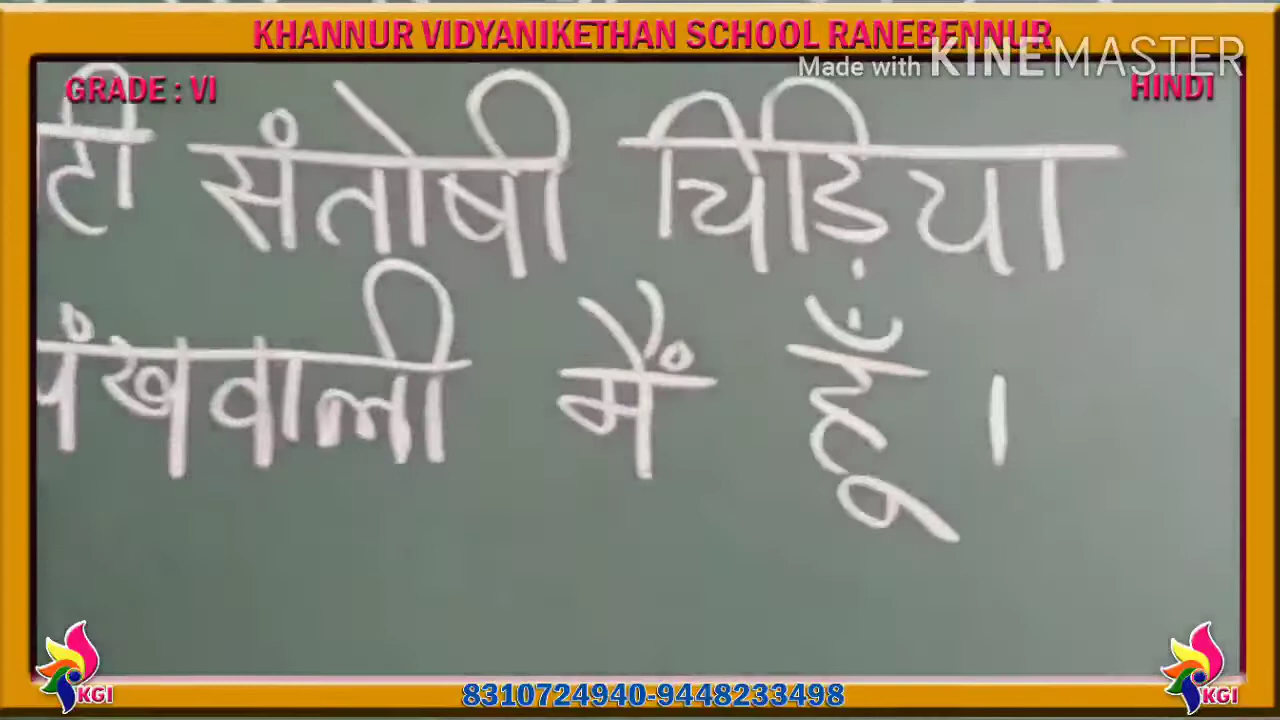 KHANNUR VIDYANIKETHAN SCHOOL RANEBENNUR
Made with KINEMASTER
GRADE : VI
HINDI
टी संतोषी चिड़िया
पंखवाली मैं हूँ ।
KGI
8310724940-9448233498
KGI